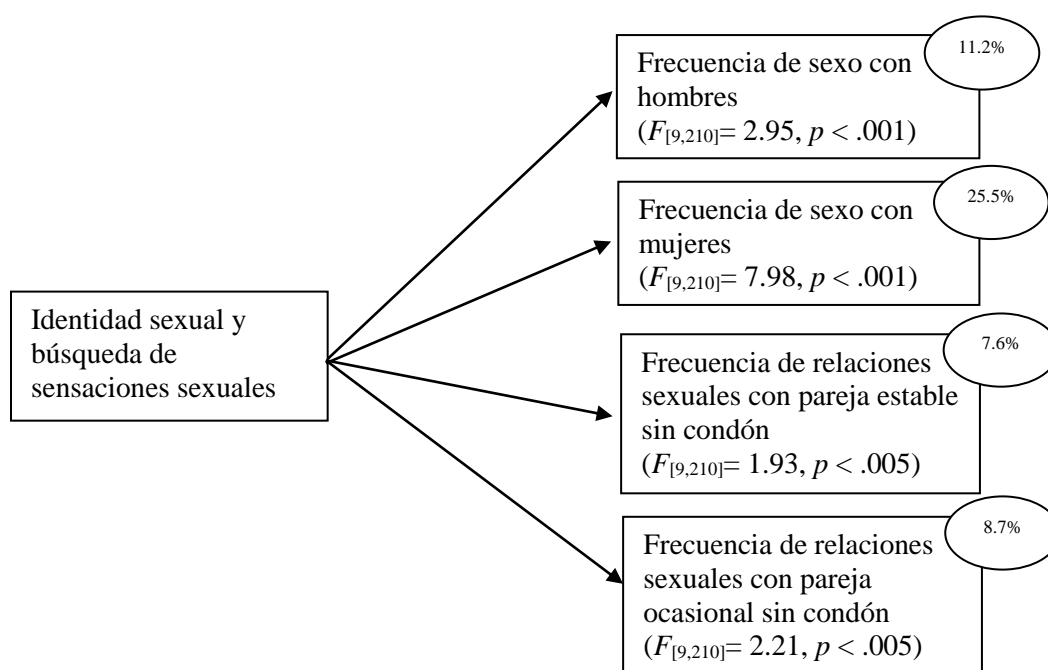 Identidad sexual y
búsqueda de
sensaciones sexuales
11.2%
Frecuencia de sexo con
hombres
(F[9,210]= 2.95, p < .001)
25.5%
Frecuencia de sexo con
mujeres
(F[9,210]= 7.98, p < .001)
7.6%
Frecuencia de relaciones
sexuales con pareja estable
sin condón
(F[9,210]= 1.93, p < .005)
8.7%
Frecuencia de relaciones
sexuales con pareja
ocasional sin condón
(F[9,210]= 2.21, p < .005)